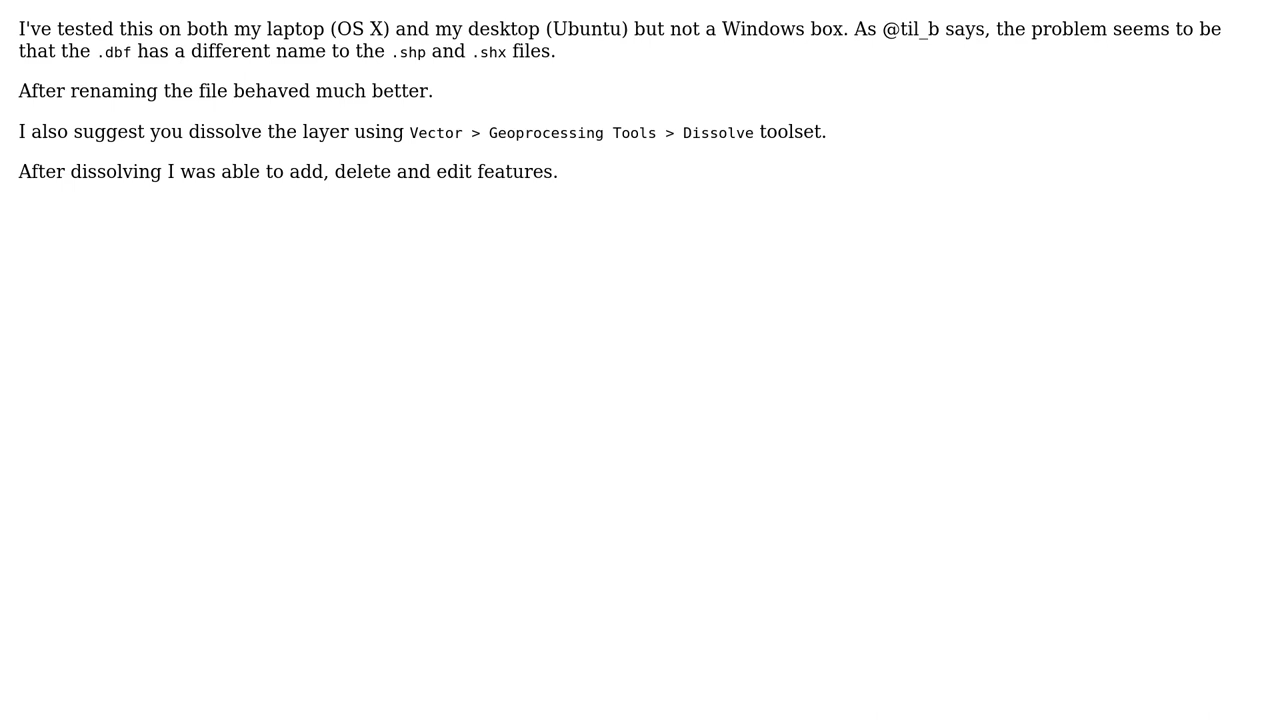 I've tested this on both my laptop (OS X) and my desktop (Ubuntu) but not a Windows box. As @til_b says, the problem seems to be
that the .dbf has a different name to the .shp and .shx files.
After renaming the file behaved much better.
I also suggest you dissolve the layer using Vector > Geoprocessing Tools > Dissolve toolset.
After dissolving I was able to add, delete and edit features.